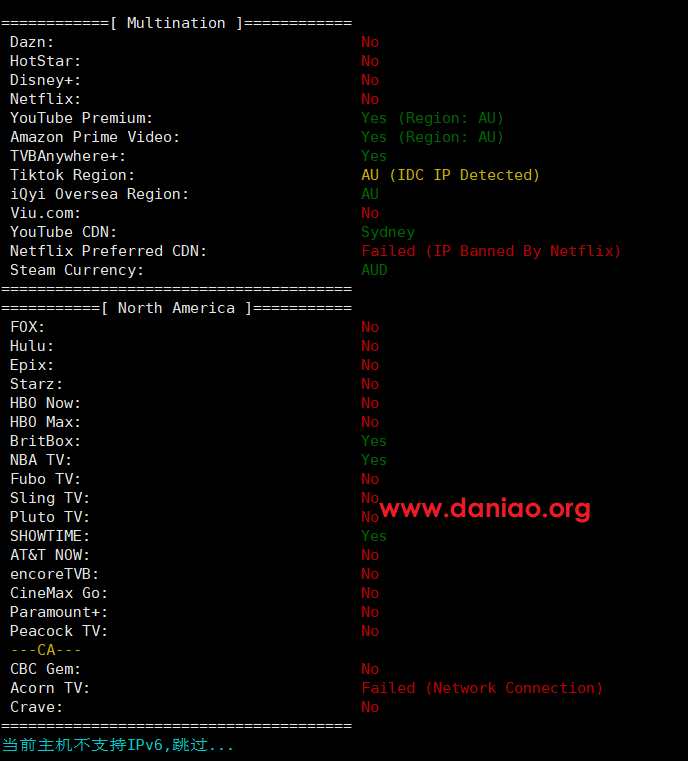 ============[ Multination ]============
Dazn: No
HotStar: No
Disney+: No
Netflix: No
YouTube Premium: Yes (Region: AU)
Amazon Prime Video: Yes (Region: AU)
TVBAnywhere+: Yes
Tiktok Region: AU (IDC IP Detected)
iQyi Oversea Region: AU
Viu.com: No
YouTube CDN: Sydney
Netflix Preferred CDN: Failed (IP Banned By Netflix)
Steam Currency: AUD
=======================================
===========[ North America ]===========
FOX: No
Hulu: No
Epix: No
Starz: No
HBO Now: No
HBO Max: No
BritBox: Yes
NBA TV: Yes
Fubo TV: No
Sling TV: No
www.daniao.org
Pluto TV: No
SHOWTIME: Yes
AT&T NOW: No
encoreTVB: No
CineMax Go: No
Paramount+: No
Peacock TV: No
---CA---
CBC Gem: No
Acorn TV: Failed (Network Connection)
Crave: No
=======================================
当前主机不支持IPv6,跳过...